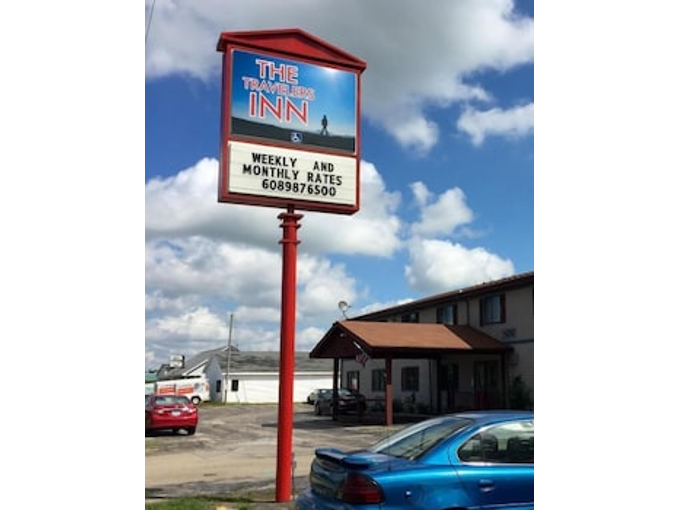 THE
TRAVELERS
INN
WEEKLY AND
MONTHLY RATES
6089876500